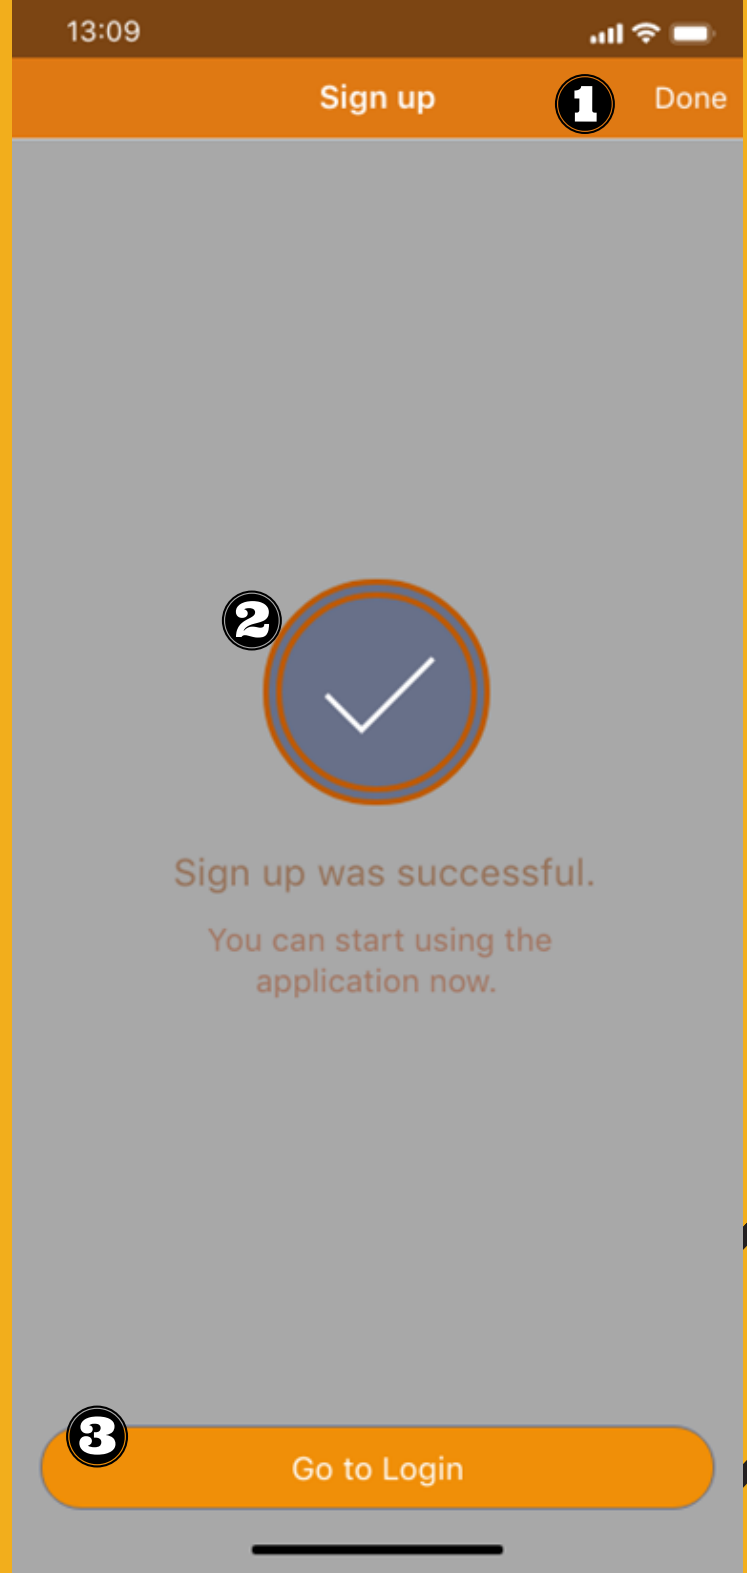 13:09
Sign up
1
Done
2
Sign up was successful.
You can start using the
application now.
3
Go to Login